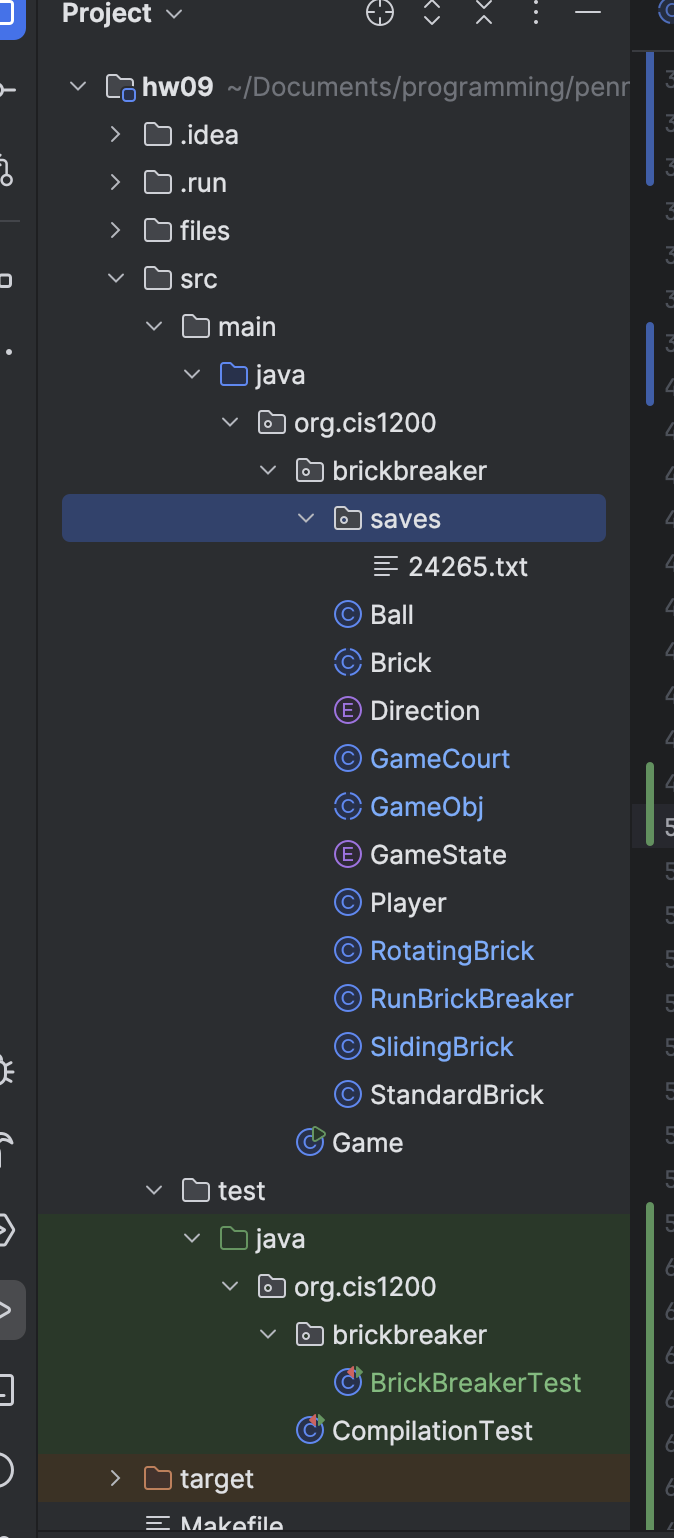 Project
hw09 ~/Documents/programming/penr
.idea
.run
files
src
main
java
org.cis1200
brickbreaker
saves
24265.txt
Ball
Brick
Direction
GameCourt
GameObj
GameState
Player
RotatingBrick
RunBrickBreaker
SlidingBrick
StandardBrick
Game
test
java
org.cis1200
brickbreaker
BrickBreakerTest
CompilationTest
target
Makefile